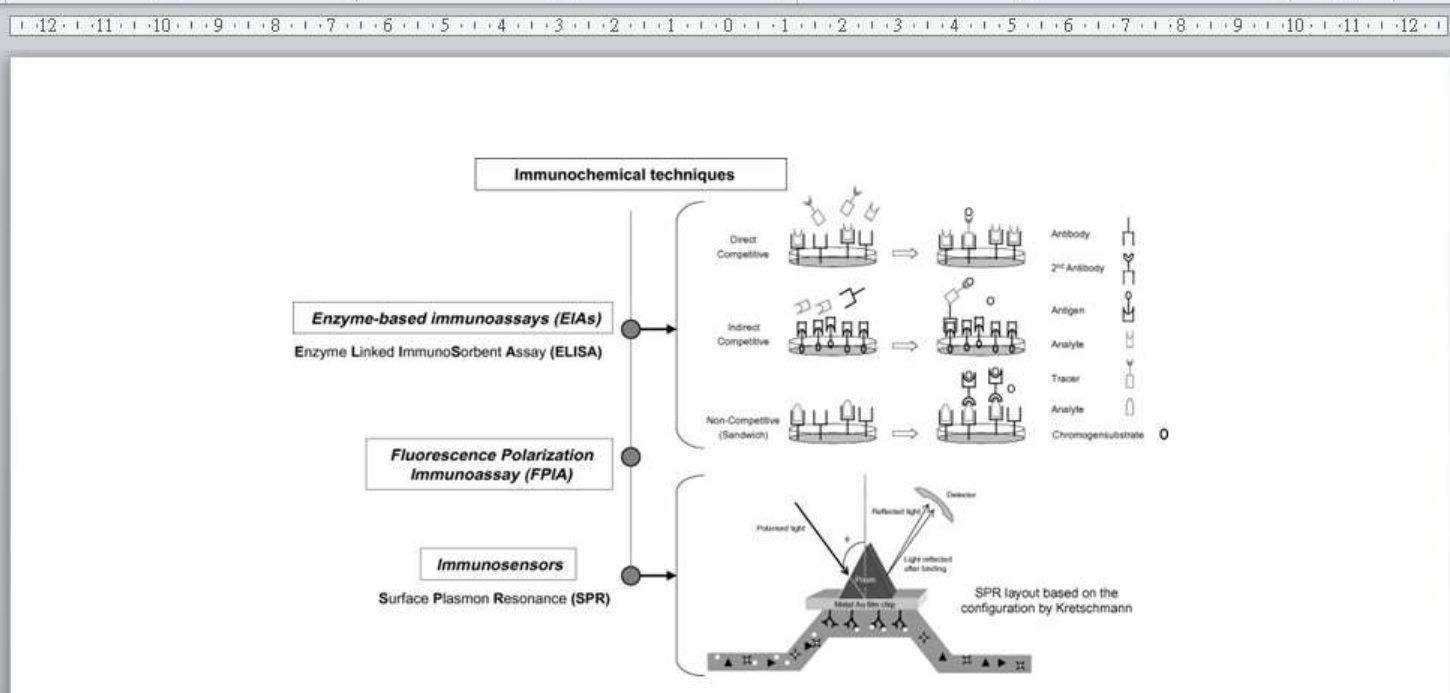 12 11 10 9 8 7 6 5 4 3 2 1 0 1 2 3 4 5 6 7 8 9 10 11 12
Immunochemical techniques
Enzyme-based immunoassays (EIAs)
Enzyme Linked ImmunoSorbent Assay (ELISA)
Fluorescence Polarization
Immunoassay (FPIA)
Immunosensors
Surface Plasmon Resonance (SPR)
Direct
Competitive
Indirect
Competitive
Non-Competitive
(Sandwich)
Antibody
2nd Antibody
Antigen
Analyte
Tracer
Analyte
Chromogensubstrate
Polarised light
Reflected light
Detector
Light reflected
after binding
Prism
Metal Au film chip
SPR layout based on the
configuration by Kretschmann